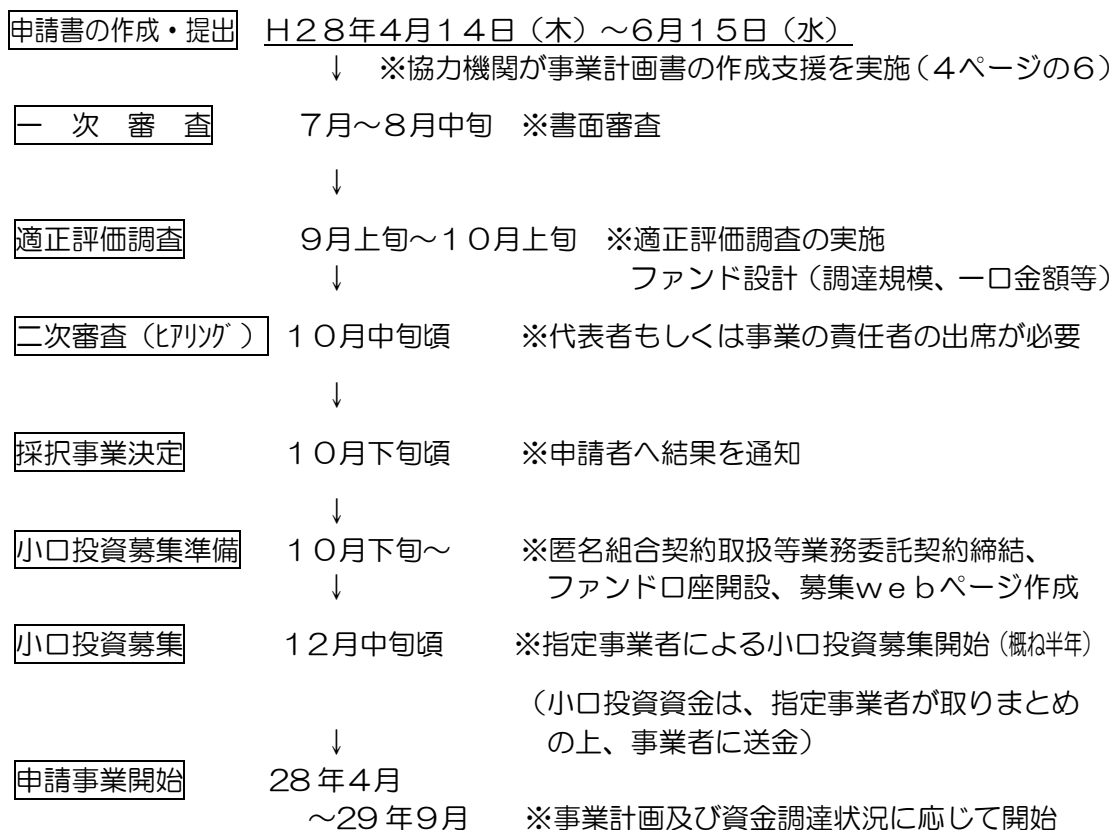 申請書の作成・提出 H28年4月14日（木）～6月15日（水）
↓ ※協力機関が事業計画書の作成支援を実施（4ページの6）
一次審査 7月～8月中旬 ※書面審査
↓
適正評価調査 9月上旬～10月上旬 ※適正評価調査の実施
↓ ファンド設計（調達規模、一口金額等）
二次審査（ﾋｱﾘﾝｸﾞ） 10月中旬頃 ※代表者もしくは事業の責任者の出席が必要
↓
採択事業決定 10月下旬頃 ※申請者へ結果を通知
↓
小口投資募集準備 10月下旬～ ※匿名組合契約取扱等業務委託契約締結、
↓ ファンド口座開設、募集ｗｅｂページ作成
小口投資募集 12月中旬頃 ※指定事業者による小口投資募集開始（概ね半年）
（小口投資資金は、指定事業者が取りまとめ
↓ の上、事業者に送金）
申請事業開始 28年4月
～29年9月 ※事業計画及び資金調達状況に応じて開始